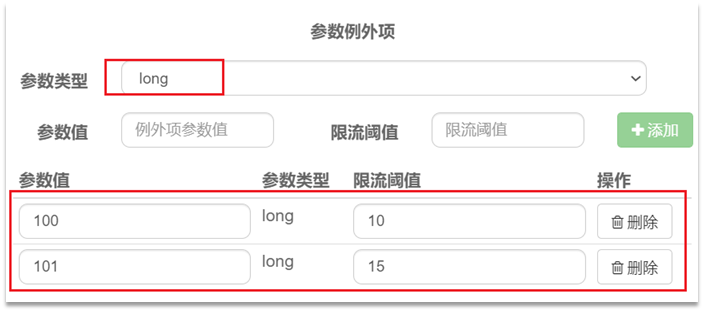 参数例外项
参数类型 long
参数值 例外项参数值 限流阈值 限流阈值 添加
参数值 参数类型 限流阈值 操作
100 long 10 删除
101 long 15 删除